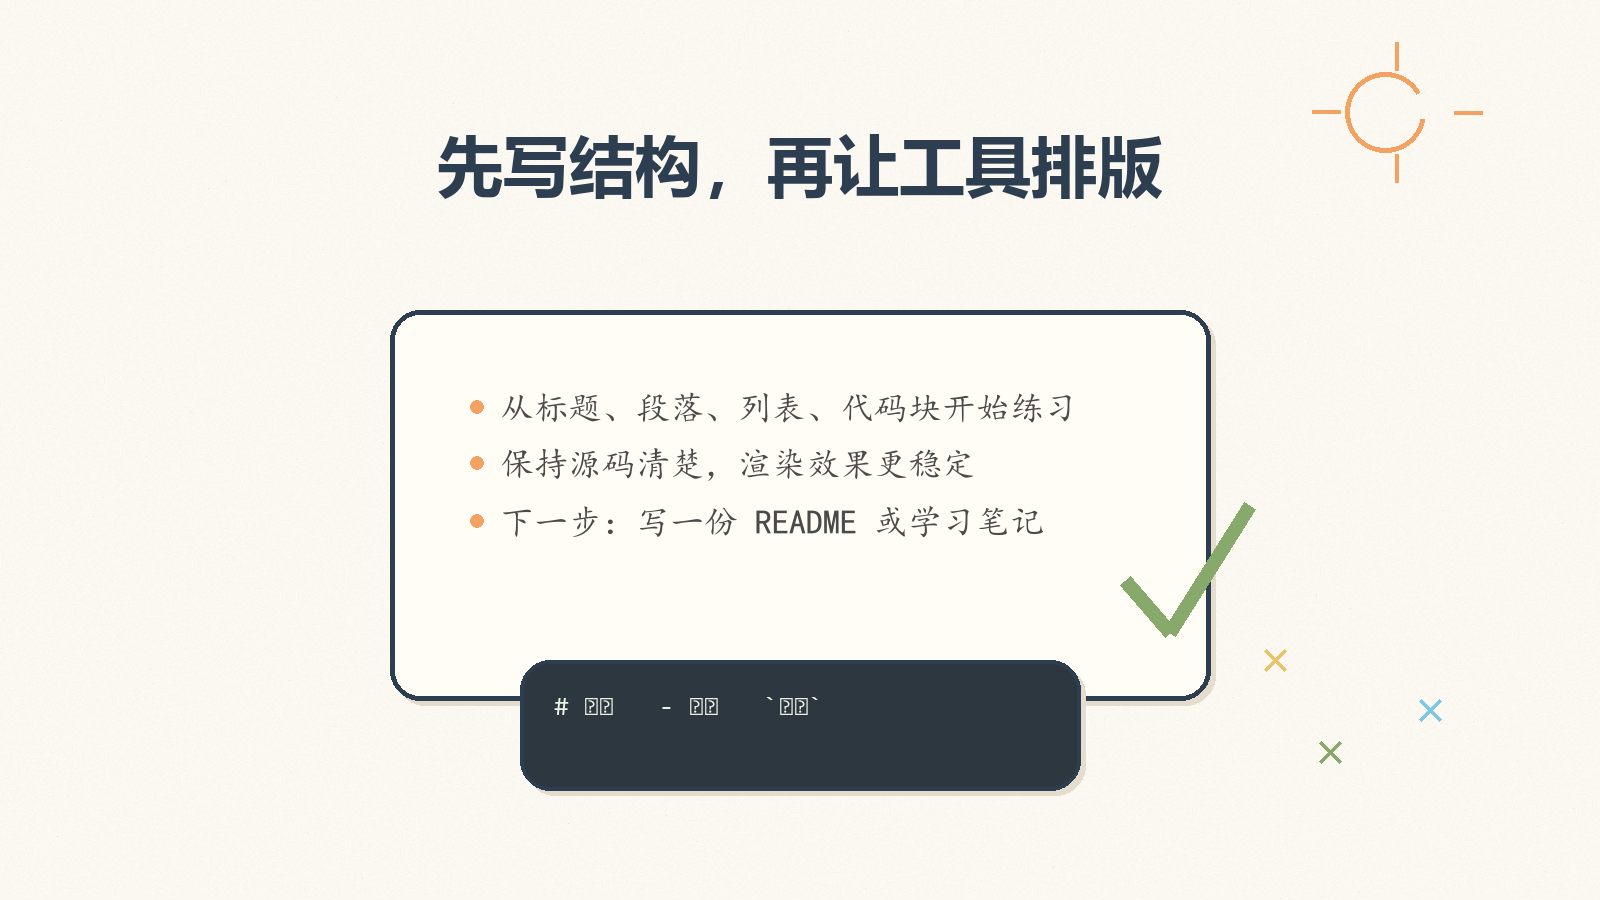 先写结构，再让工具排版
从标题、段落、列表、代码块开始练习
保持源码清楚，渲染效果更稳定
下一步：写一份 README 或学习笔记
# - ``